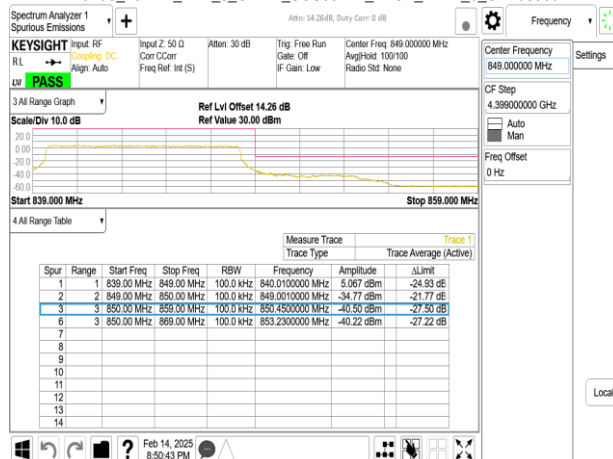 Spectrum Analyzer 1
Spurious Emissions
Attn: 14.26dB, Duty Corr: 0 dB
Frequency
KEYSIGHT
RL
LXI
PASS
Input: RF
Coupling: DC
Align: Auto
Input Z: 50 Ω
Corr CCorr
Freq Ref: Int (S)
Atten: 30 dB
Trig: Free Run
Gate: Off
IF Gain: Low
Center Freq: 849.000000 MHz
Avg|Hold: 100/100
Radio Std: None
Center Frequency
849.000000 MHz
Settings
CF Step
4.399000000 GHz
Auto
Man
Freq Offset
0 Hz
3 All Range Graph
Scale/Div 10.0 dB
Ref Lvl Offset 14.26 dB
Ref Value 30.00 dBm
20.0
0.00
-20.0
-40.0
-60.0
Start 839.000 MHz
Stop 859.000 MHz
4 All Range Table
Measure Trace Trace 1
Trace Type Trace Average (Active)
Spur Range Start Freq Stop Freq RBW Frequency Amplitude ΔLimit
1 1 839.00 MHz 849.00 MHz 100.0 kHz 840.0100000 MHz 5.067 dBm -24.93 dB
2 2 849.00 MHz 850.00 MHz 100.0 kHz 849.0010000 MHz -34.77 dBm -21.77 dB
3 3 850.00 MHz 859.00 MHz 100.0 kHz 850.4500000 MHz -40.50 dBm -27.50 dB
6 3 850.00 MHz 869.00 MHz 100.0 kHz 853.2300000 MHz -40.22 dBm -27.22 dB
7
8
9
10
11
12
13
14
Local
?
Feb 14, 2025
8:50:43 PM